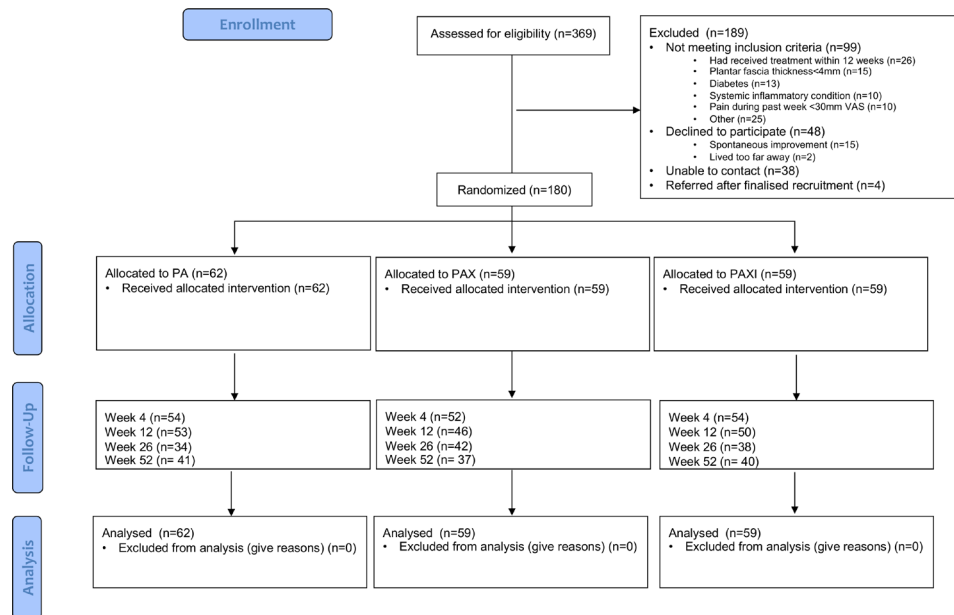 Enrollment
Assessed for eligibility (n=369)
Excluded (n=189)
• Not meeting inclusion criteria (n=99)
• Had received treatment within 12 weeks (n=26)
• Plantar fascia thickness<4mm (n=15)
• Diabetes (n=13)
• Systemic inflammatory condition (n=10)
• Pain during past week <30mm VAS (n=10)
• Other (n=25)
• Declined to participate (n=48)
• Spontaneous improvement (n=15)
• Lived too far away (n=2)
• Unable to contact (n=38)
• Referred after finalised recruitment (n=4)
Randomized (n=180)
Allocation
Allocated to PA (n=62)
• Received allocated intervention (n=62)
Allocated to PAX (n=59)
• Received allocated intervention (n=59)
Allocated to PAXI (n=59)
• Received allocated intervention (n=59)
Follow-Up
Week 4 (n=54)
Week 12 (n=53)
Week 26 (n=34)
Week 52 (n= 41)
Week 4 (n=52)
Week 12 (n=46)
Week 26 (n=42)
Week 52 (n= 37)
Week 4 (n=54)
Week 12 (n=50)
Week 26 (n=38)
Week 52 (n= 40)
Analysis
Analysed (n=62)
• Excluded from analysis (give reasons) (n=0)
Analysed (n=59)
• Excluded from analysis (give reasons) (n=0)
Analysed (n=59)
• Excluded from analysis (give reasons) (n=0)